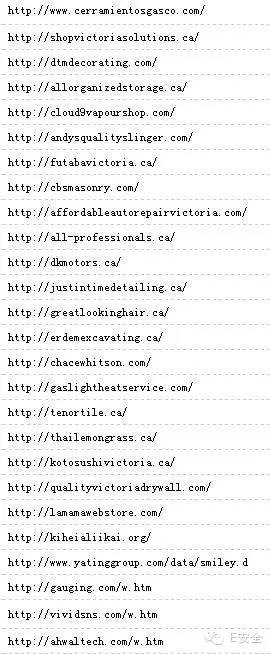 http://www.cerramientosgasco.com/
http://shopvictoriasolutions.ca/
http://dtmdecorating.com/
http://allorganizedstorage.ca/
http://cloud9vapourshop.com/
http://andysqualityslinger.com/
http://futabavictoria.ca/
http://cbsmasonry.com/
http://affordableautorepairvictoria.com/
http://all-professionals.ca/
http://dkmotors.ca/
http://justintimedetailing.ca/
http://greatlookinghair.ca/
http://erdemexcavating.ca/
http://chacewhitson.com/
http://gaslightheatservice.com/
http://tenortile.ca/
http://thailemongrass.ca/
http://kotosushivictoria.ca/
http://qualityvictoriadrywall.com/
http://lamamawebstore.com/
http://kiheialiikai.org/
http://www.yatinggroup.com/data/smiley.d
http://gauging.com/w.htm
http://vividsns.com/w.htm
http://ahwaltech.com/w.htm
E安全